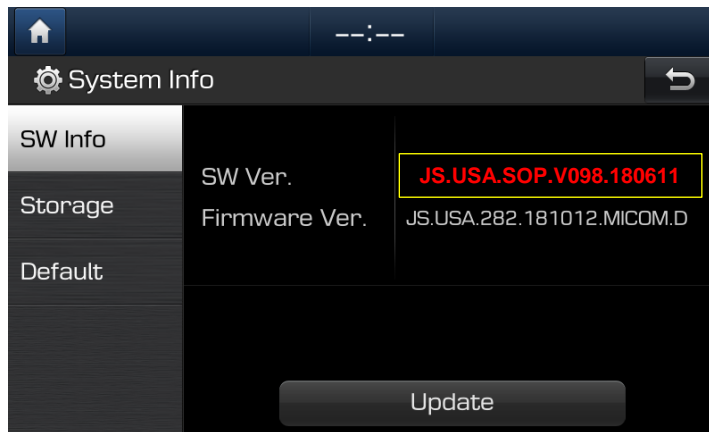 --:--
System Info
SW Info
SW Ver.
JS.USA.SOP.V098.180611
Storage
Firmware Ver.
JS.USA.282.181012.MICOM.D
Default
Update